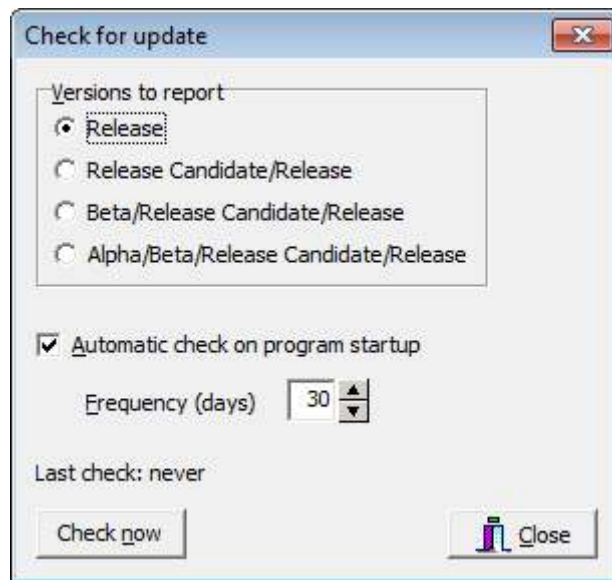 Check for update
Versions to report
Release
Release Candidate/Release
Beta/Release Candidate/Release
Alpha/Beta/Release Candidate/Release
Automatic check on program startup
Frequency (days) 30
Last check: never
Check now Close